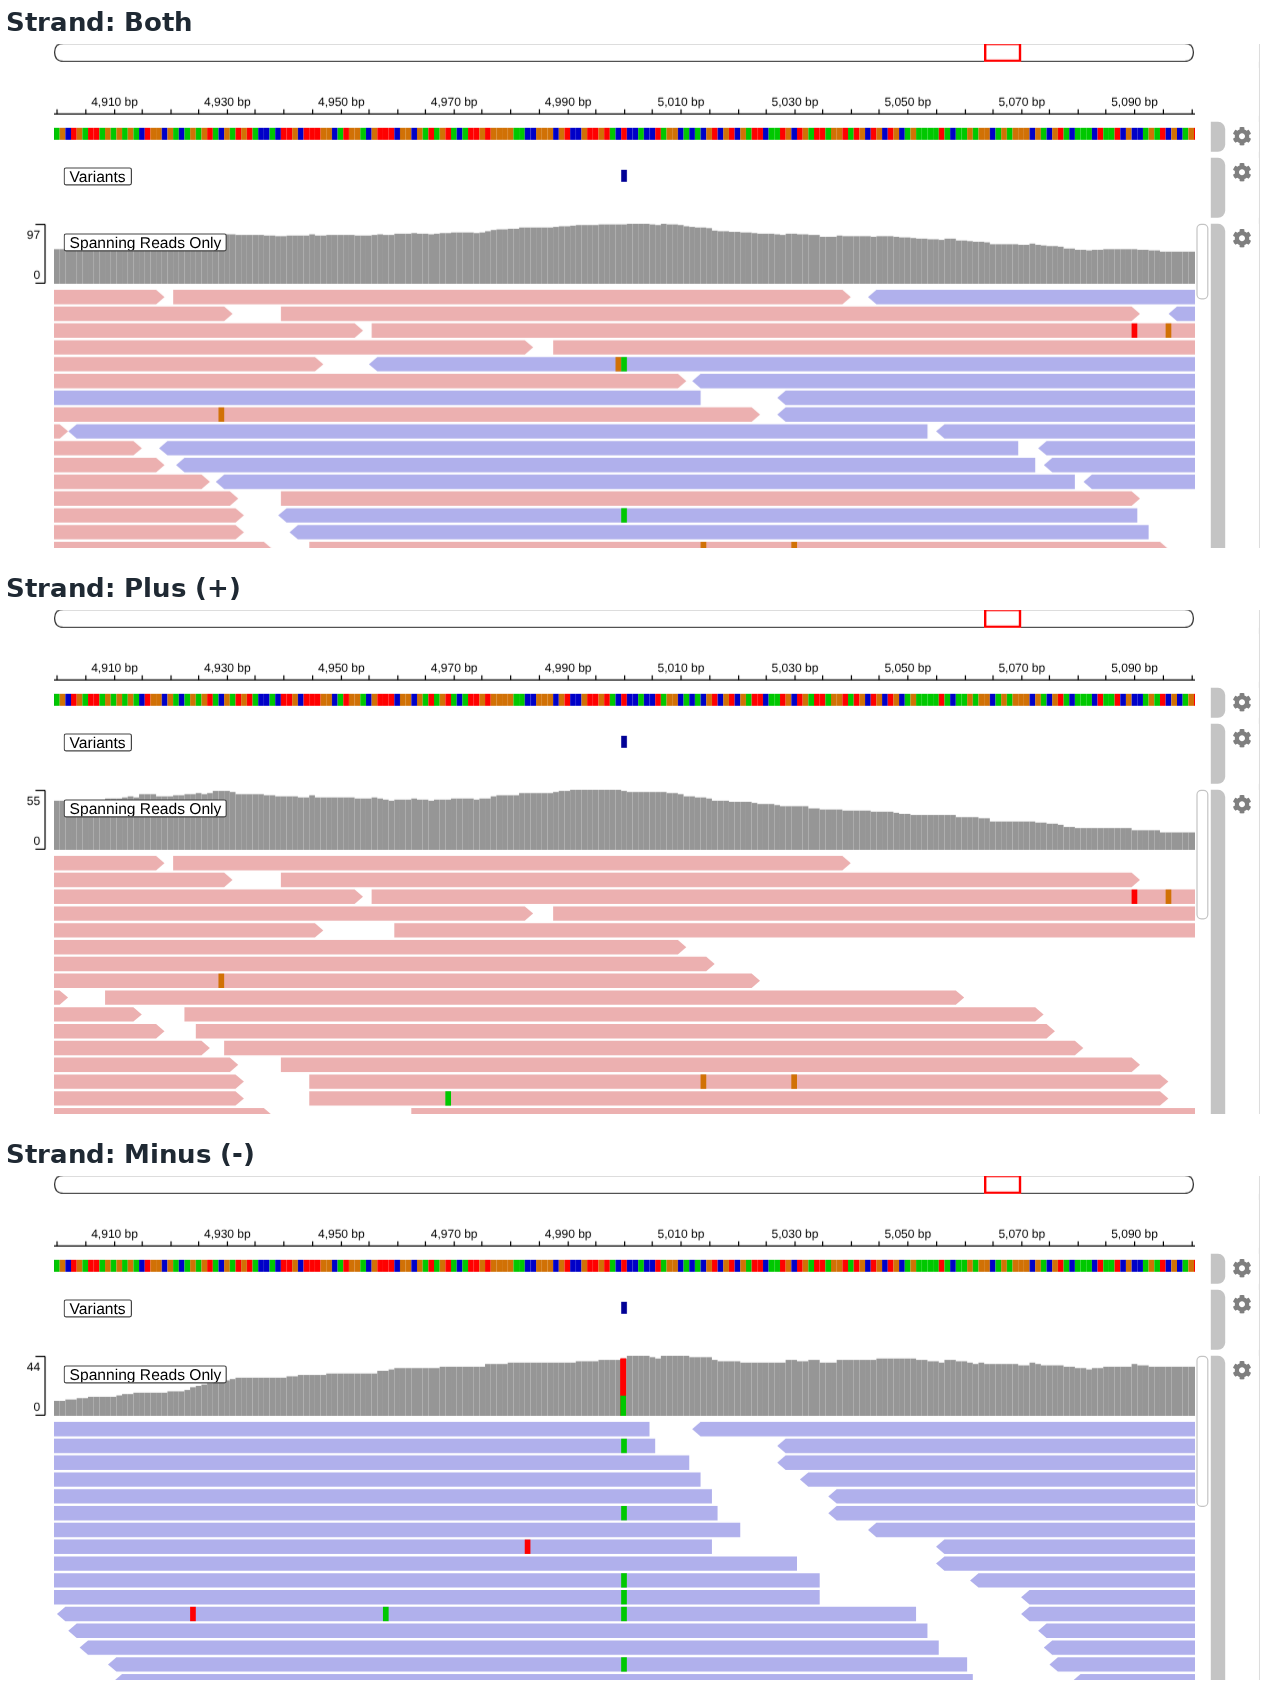 Strand: Both
4,910 bp 4,930 bp 4,950 bp 4,970 bp 4,990 bp 5,010 bp 5,030 bp 5,050 bp 5,070 bp 5,090 bp
Variants
97
Spanning Reads Only
0
Strand: Plus (+)
4,910 bp 4,930 bp 4,950 bp 4,970 bp 4,990 bp 5,010 bp 5,030 bp 5,050 bp 5,070 bp 5,090 bp
Variants
55
Spanning Reads Only
0
Strand: Minus (-)
4,910 bp 4,930 bp 4,950 bp 4,970 bp 4,990 bp 5,010 bp 5,030 bp 5,050 bp 5,070 bp 5,090 bp
Variants
44
Spanning Reads Only
0